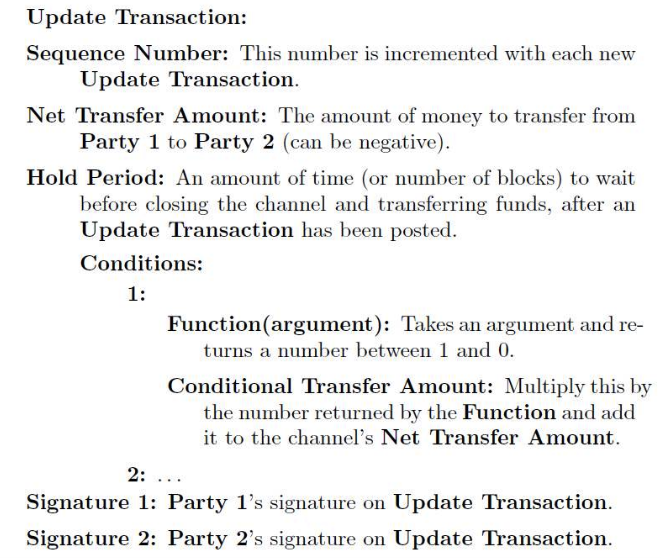 Update Transaction:
Sequence Number: This number is incremented with each new
Update Transaction.
Net Transfer Amount: The amount of money to transfer from
Party 1 to Party 2 (can be negative).
Hold Period: An amount of time (or number of blocks) to wait
before closing the channel and transferring funds, after an
Update Transaction has been posted.
Conditions:
1:
Function(argument): Takes an argument and re-
turns a number between 1 and 0.
Conditional Transfer Amount: Multiply this by
the number returned by the Function and add
it to the channel's Net Transfer Amount.
2: ...
Signature 1: Party 1's signature on Update Transaction.
Signature 2: Party 2's signature on Update Transaction.